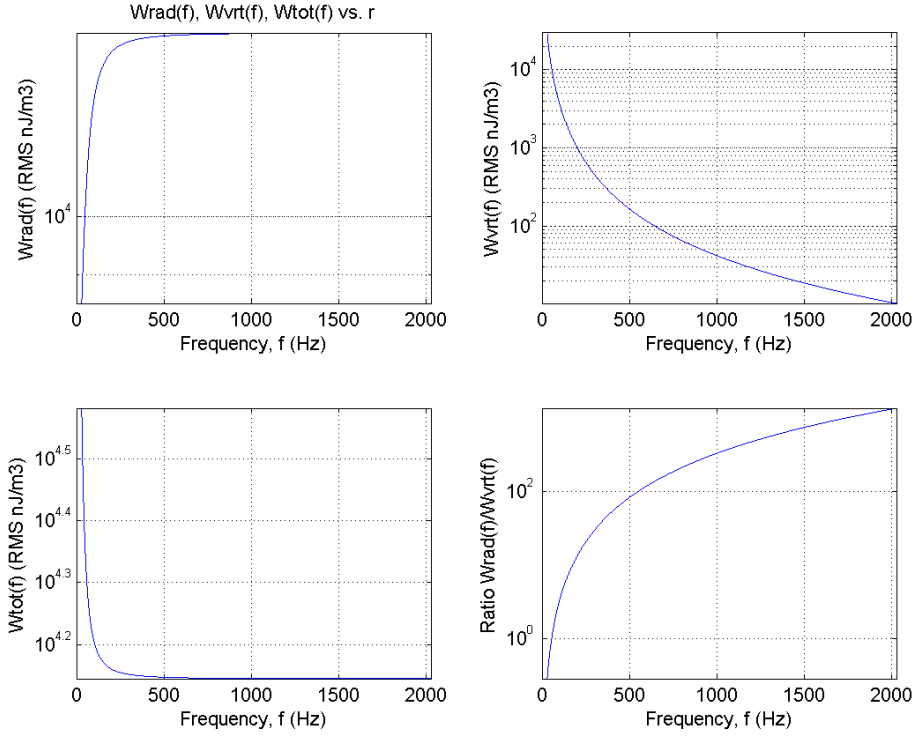 Wrad(f), Wvrt(f), Wtot(f) vs. r
Wrad(f) (RMS nJ/m3)
10^4
0 500 1000 1500 2000
Frequency, f (Hz)
Wvrt(f) (RMS nJ/m3)
10^4
10^3
10^2
0 500 1000 1500 2000
Frequency, f (Hz)
Wtot(f) (RMS nJ/m3)
10^4.5
10^4.4
10^4.3
10^4.2
0 500 1000 1500 2000
Frequency, f (Hz)
Ratio Wrad(f)/Wvrt(f)
10^2
10^0
0 500 1000 1500 2000
Frequency, f (Hz)